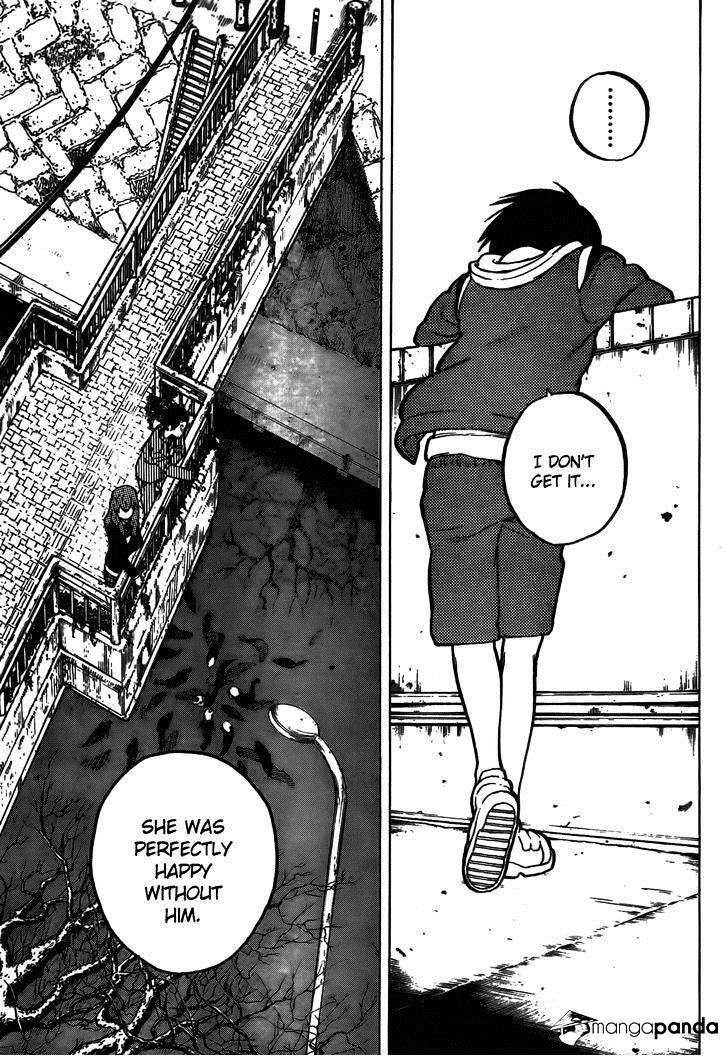 ........
I DON'T
GET IT...
SHE WAS
PERFECTLY
HAPPY
WITHOUT
HIM.
mangapanda